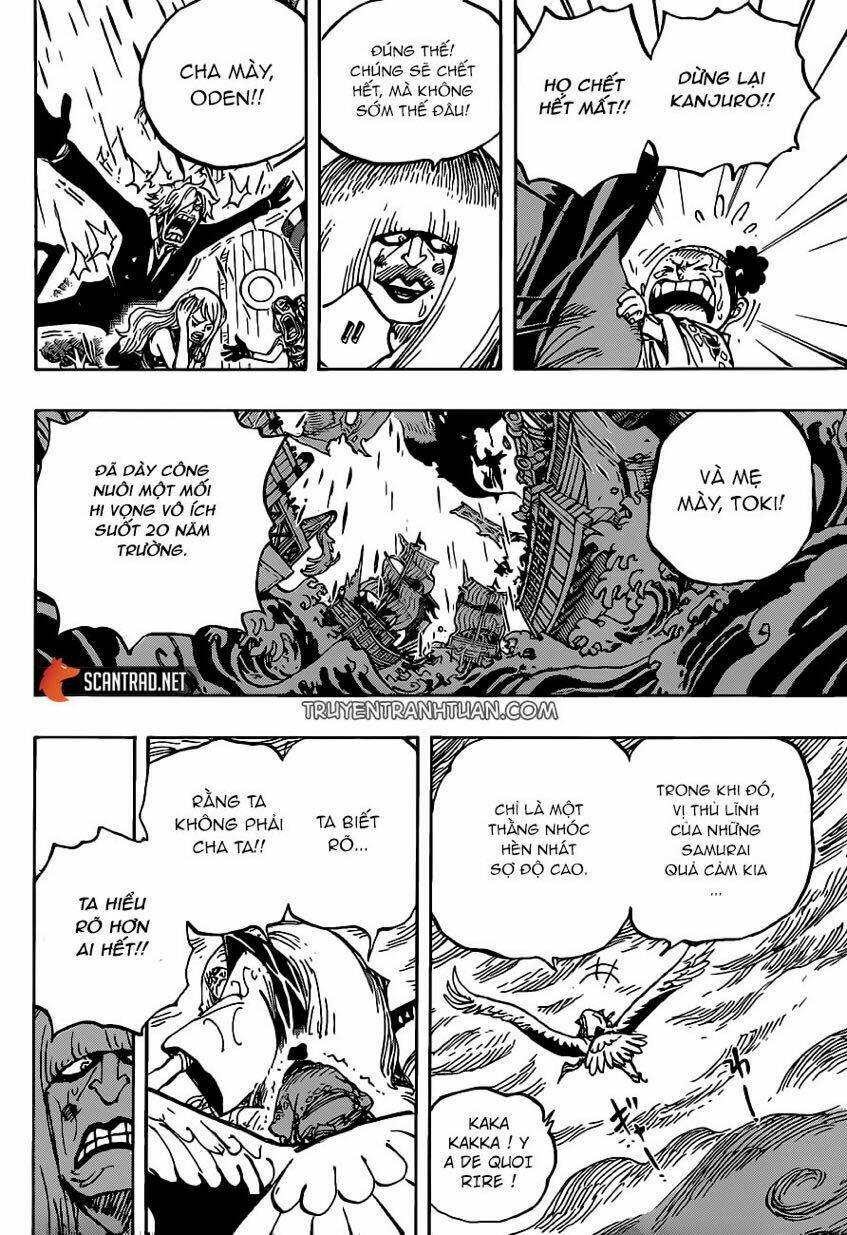 DỪNG LẠI
KANJURO!!
HỌ CHẾT
HẾT MẤT!!
ĐÚNG THẾ!
CHÚNG SẼ CHẾT
HẾT, MÀ KHÔNG
SỚM THẾ ĐÂU!
!!
CHA MÀY,
ODEN!!
VÀ MẸ
MÀY, TOKI!
ĐÃ DÀY CÔNG
NUÔI MỘT MỐI
HI VỌNG VÔ ÍCH
SUỐT 20 NĂM
TRƯỜNG.
SCANTRAD.NET
TRUYENTRANHTUAN.COM
TRONG KHI ĐÓ,
VỊ THỦ LĨNH
CỦA NHỮNG
SAMURAI
QUẢ CẢM KIA
...
CHỈ LÀ MỘT
THẰNG NHÓC
HÈN NHÁT
SỢ ĐỘ CAO.
KAKA
KAKKA ! Y
A DE QUOI
RIRE !
TA BIẾT
RÕ...
RẰNG TA
KHÔNG PHẢI
CHA TA!!
TA HIỂU
RÕ HƠN
AI HẾT!!